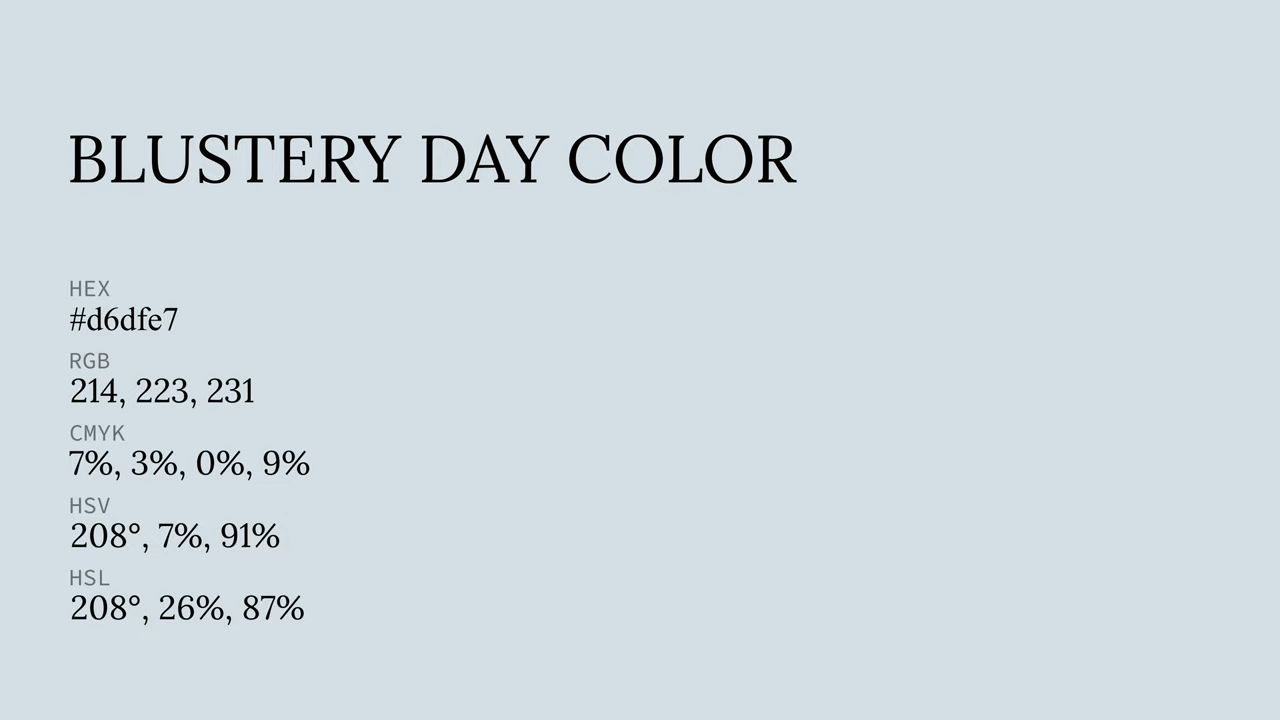 BLUSTERY DAY COLOR
HEX
#d6dfe7
RGB
214, 223, 231
CMYK
7%, 3%, 0%, 9%
HSV
208°, 7%, 91%
HSL
208°, 26%, 87%